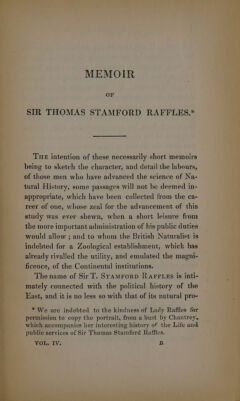 MEMOIR
OF
SIR THOMAS STAMFORD RAFFLES.*
THE intention of these necessarily short memoirs
being to sketch the character, and detail the labours,
of those men who have advanced the science of Na-
tural History, some passages will not be deemed in-
appropriate, which have been collected from the ca-
reer of one, whose zeal for the advancement of this
study was ever shewn, when a short leisure from
the more important administration of his public duties
would allow ; and to whom the British Naturalist is
indebted for a Zoological establishment, which has
already rivalled the utility, and emulated the magni-
ficence, of the Continental institutions.
The name of Sir T. STAMFORD RAFFLES is inti-
mately connected with the political history of the
East, and it is no less so with that of its natural pro-
* We are indebted to the kindness of Lady Raffles for
permission to copy the portrait, from a bust by Chantrey,
which accompanies her interesting history of the Life and
public services of Sir Thomas Stamford Raffles.
VOL. IV. B